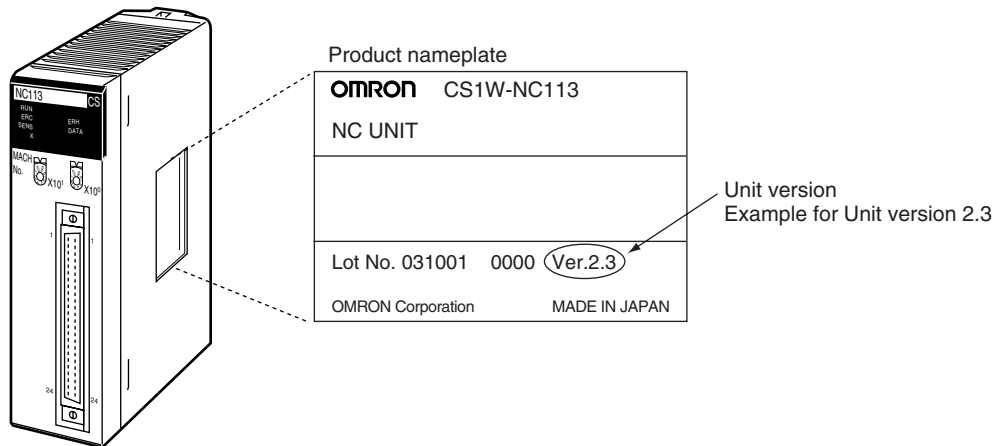 Product nameplate
OMRON CS1W-NC113
NC UNIT
Lot No. 031001 0000 Ver.2.3
OMRON Corporation MADE IN JAPAN
Unit version
Example for Unit version 2.3
NC113 CS
RUN
ERC ERH
SENS DATA
X
MACH
No. X10¹ X10⁰
1 1
24 24